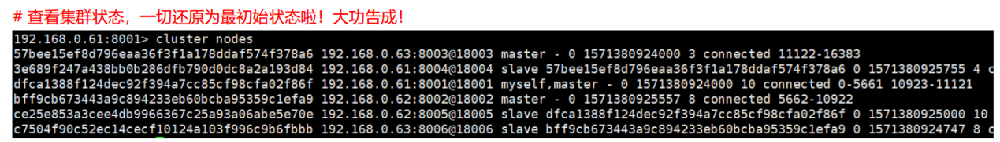 # 查看集群状态，一切还原为最初始状态啦！大功告成！
192.168.0.61:8001> cluster nodes
57bee15ef8d796eaa36f3f1a178ddaf574f378a6 192.168.0.63:8003@18003 master - 0 1571380924000 3 connected 11122-16383
3e689f247a438bb0b286dfb790d0dc8a2a193d84 192.168.0.61:8004@18004 slave 57bee15ef8d796eaa36f3f1a178ddaf574f378a6 0 1571380925755 4 c
dfca1388f124dec92f394a7cc85cf98cfa02f86f 192.168.0.61:8001@18001 myself,master - 0 1571380924000 10 connected 0-5661 10923-11121
bff9cb673443a9c894233eb60bcba95359c1efa9 192.168.0.62:8002@18002 master - 0 1571380925557 8 connected 5662-10922
ce25e853a3cee4db9966367c25a93a06abe5e70e 192.168.0.62:8005@18005 slave dfca1388f124dec92f394a7cc85cf98cfa02f86f 0 1571380925000 10
c7504f90c52ec14cecf10124a103f996c9b6fbbb 192.168.0.63:8006@18006 slave bff9cb673443a9c894233eb60bcba95359c1efa9 0 1571380924747 8 c